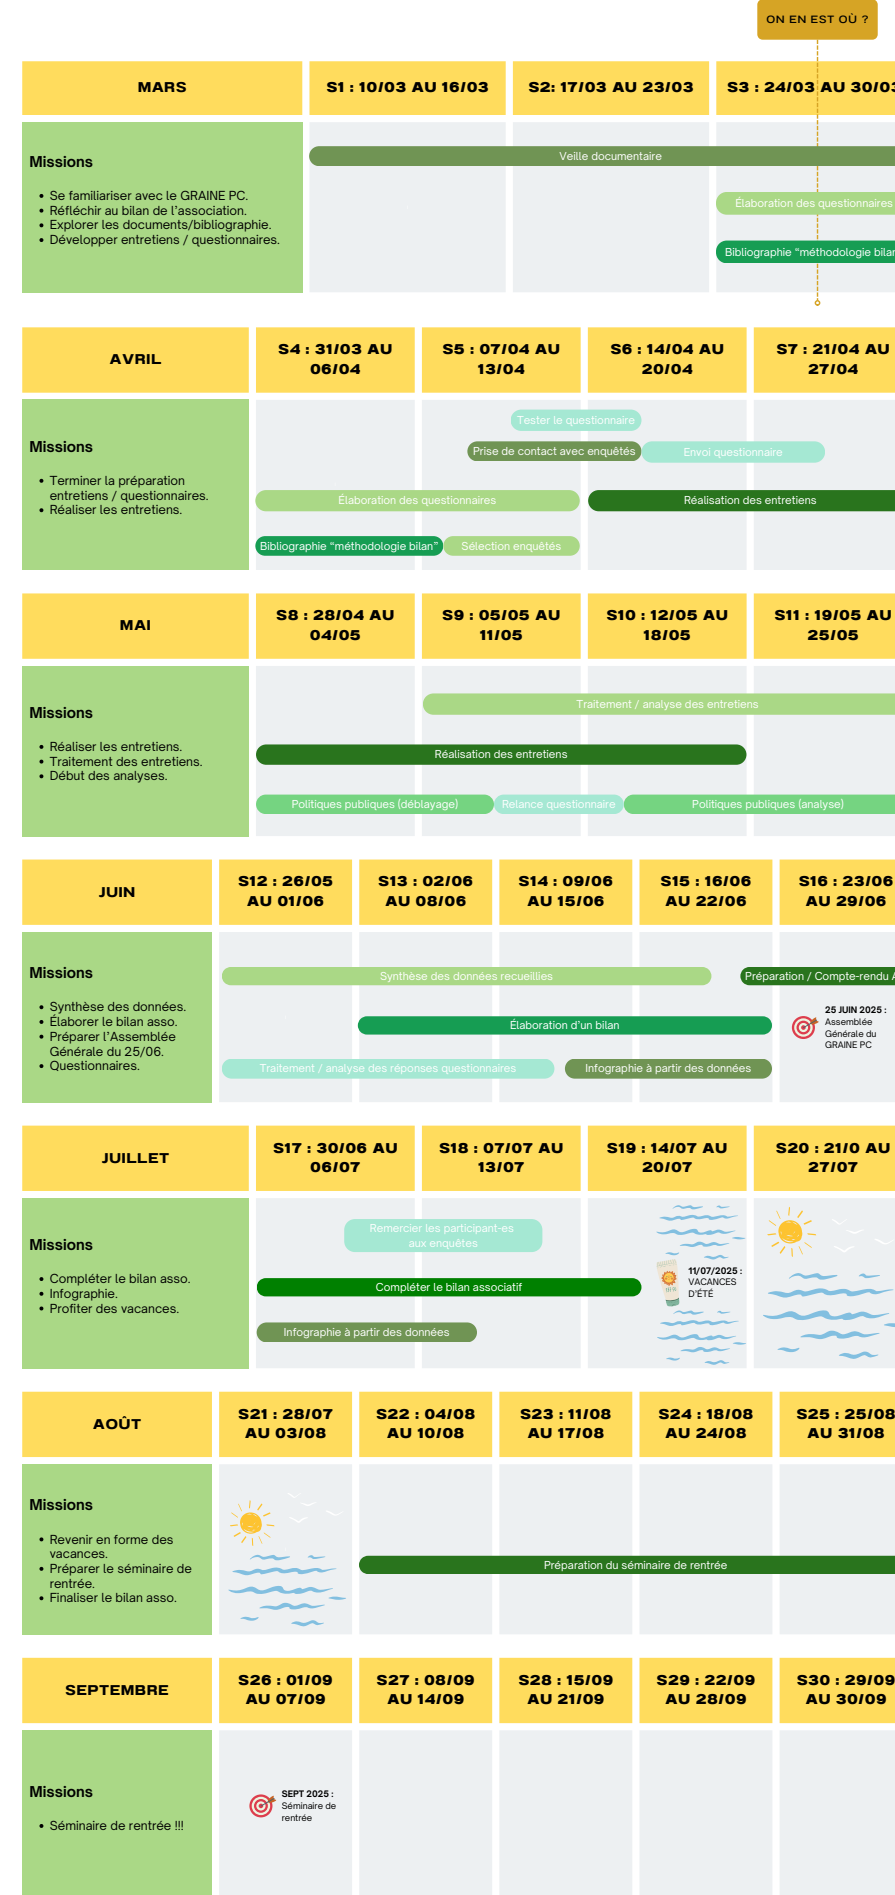 ON EN EST OÙ ?
MARS
S1 : 10/03 AU 16/03
S2: 17/03 AU 23/03
S3 : 24/03 AU 30/03
Missions
• Se familiariser avec le GRAINE PC.
• Réfléchir au bilan de l'association.
• Explorer les documents/bibliographie.
• Développer entretiens / questionnaires.
Veille documentaire
Élaboration des questionnaires
Bibliographie “méthodologie bilan
AVRIL
S4 : 31/03 AU
06/04
S5 : 07/04 AU
13/04
S6 : 14/04 AU
20/04
S7 : 21/04 AU
27/04
Missions
• Terminer la préparation
entretiens / questionnaires.
• Réaliser les entretiens.
Tester le questionnaire
Prise de contact avec enquêtés
Envoi questionnaire
Élaboration des questionnaires
Réalisation des entretiens
Bibliographie “méthodologie bilan”
Sélection enquêtés
MAI
S8 : 28/04 AU
04/05
S9 : 05/05 AU
11/05
S10 : 12/05 AU
18/05
S11 : 19/05 AU
25/05
Missions
• Réaliser les entretiens.
• Traitement des entretiens.
• Début des analyses.
Traitement / analyse des entretiens
Réalisation des entretiens
Politiques publiques (déblayage)
Relance questionnaire
Politiques publiques (analyse)
JUIN
S12 : 26/05
AU 01/06
S13 : 02/06
AU 08/06
S14 : 09/06
AU 15/06
S15 : 16/06
AU 22/06
S16 : 23/06
AU 29/06
Missions
• Synthèse des données.
• Élaborer le bilan asso.
• Préparer l'Assemblée
Générale du 25/06.
• Questionnaires.
Synthèse des données recueillies
Préparation / Compte-rendu A
Élaboration d'un bilan
25 JUIN 2025 :
Assemblée
Générale du
GRAINE PC
Traitement / analyse des réponses questionnaires
Infographie à partir des données
JUILLET
S17 : 30/06 AU
06/07
S18 : 07/07 AU
13/07
S19 : 14/07 AU
20/07
S20 : 21/0 AU
27/07
Missions
• Compléter le bilan asso.
• Infographie.
• Profiter des vacances.
Remercier les participant-es
aux enquêtes
Compléter le bilan associatif
Infographie à partir des données
11/07/2025 :
VACANCES
D'ÉTÉ
AOÛT
S21 : 28/07
AU 03/08
S22 : 04/08
AU 10/08
S23 : 11/08
AU 17/08
S24 : 18/08
AU 24/08
S25 : 25/08
AU 31/08
Missions
• Revenir en forme des
vacances.
• Préparer le séminaire de
rentrée.
• Finaliser le bilan asso.
Préparation du séminaire de rentrée
SEPTEMBRE
S26 : 01/09
AU 07/09
S27 : 08/09
AU 14/09
S28 : 15/09
AU 21/09
S29 : 22/09
AU 28/09
S30 : 29/09
AU 30/09
Missions
• Séminaire de rentrée !!!
SEPT 2025 :
Séminaire de
rentrée